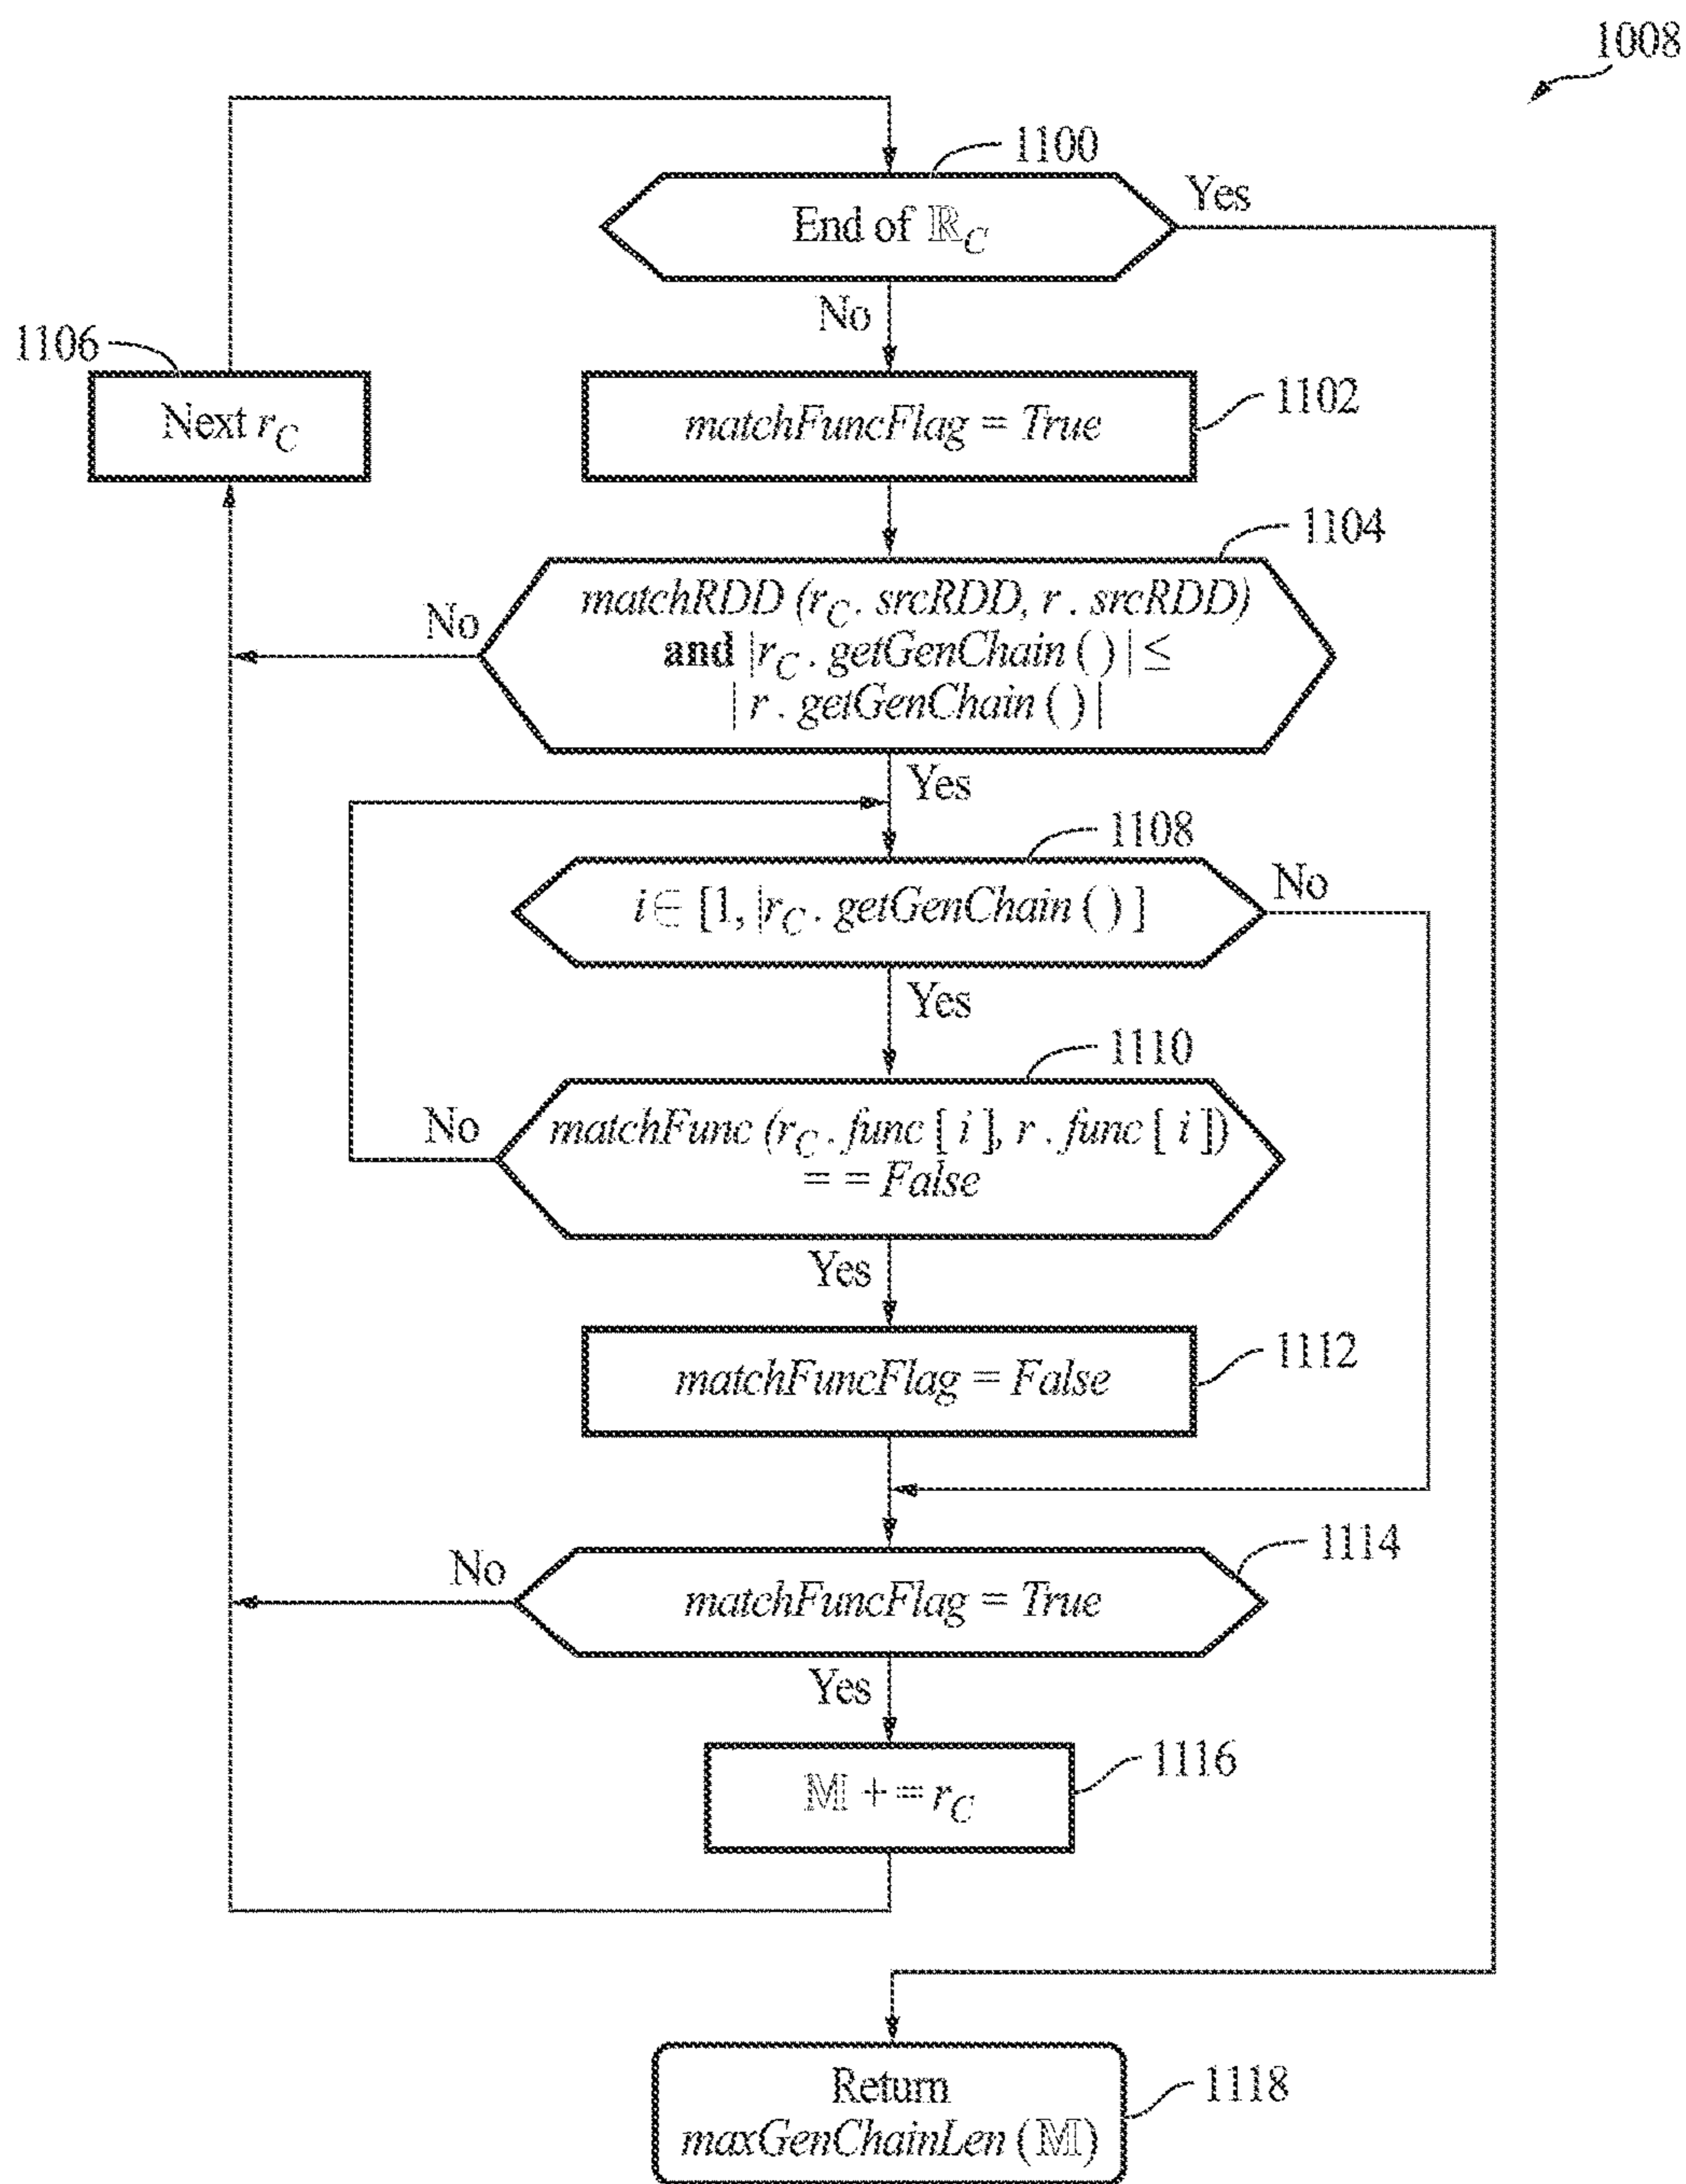 1008
1100
Yes
End of ℝC
No
1106
Next rC
1102
matchFuncFlag = True
1104
No
matchRDD (rC . srcRDD, r . srcRDD)
and |rC . getGenChain ( ) | ≤
| r . getGenChain ( ) |
Yes
1108
No
i ∈ [1, |rC . getGenChain ( ) ]
Yes
1110
No
matchFunc (rC . func [ i ], r . func [ i ])
= = False
Yes
1112
matchFuncFlag = False
1114
No
matchFuncFlag = True
Yes
1116
𝕄 + = rC
Return
1118
maxGenChainLen (𝕄)